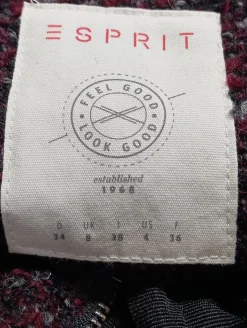 ESPRIT
FEEL GOOD
LOOK GOOD
established
1968
D UK I US F
34 8 38 4 36